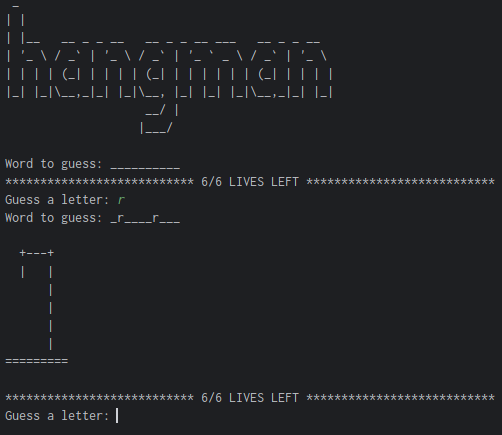 _
| |
| |__   __ _ _ __   __ _ _ __ ___   __ _ _ __
| '_ \ / _` | '_ \ / _` | '_ ` _ \ / _` | '_ \
| | | | (_| | | | | (_| | | | | | | (_| | | | |
|_| |_|\__,_|_| |_|\__, |_| |_| |_|\__,_|_| |_|
                    __/ |
                   |___/

Word to guess: __________
*************************** 6/6 LIVES LEFT ***************************
Guess a letter: r
Word to guess: _r____r___

  +---+
  |   |
      |
      |
      |
      |
=========

*************************** 6/6 LIVES LEFT ***************************
Guess a letter: